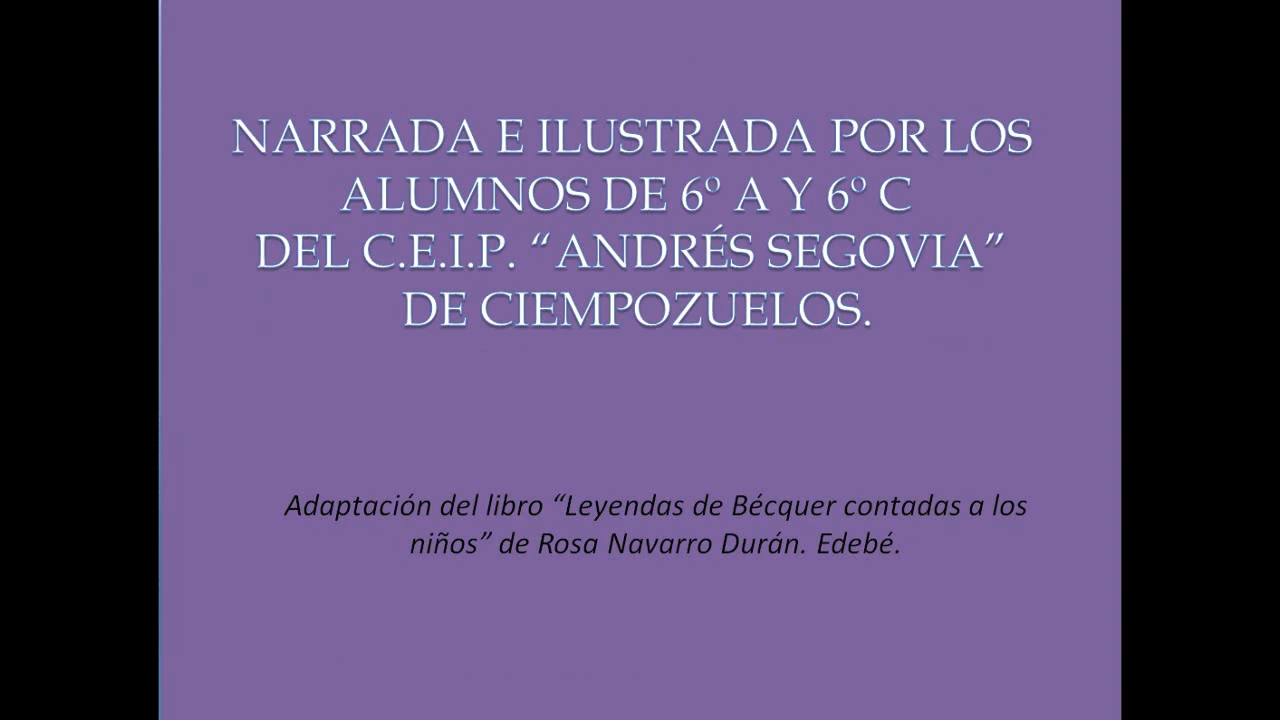 NARRADA E ILUSTRADA POR LOS
ALUMNOS DE 6º A Y 6º C
DEL C.E.I.P. “ANDRÉS SEGOVIA”
DE CIEMPOZUELOS.
Adaptación del libro “Leyendas de Bécquer contadas a los
niños” de Rosa Navarro Durán. Edebé.